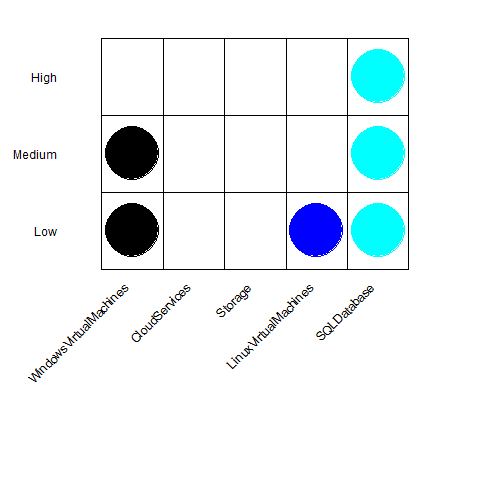 High
Medium
Low
WindowsVirtualMachines
CloudServices
Storage
LinuxVirtualMachines
SQLDatabase